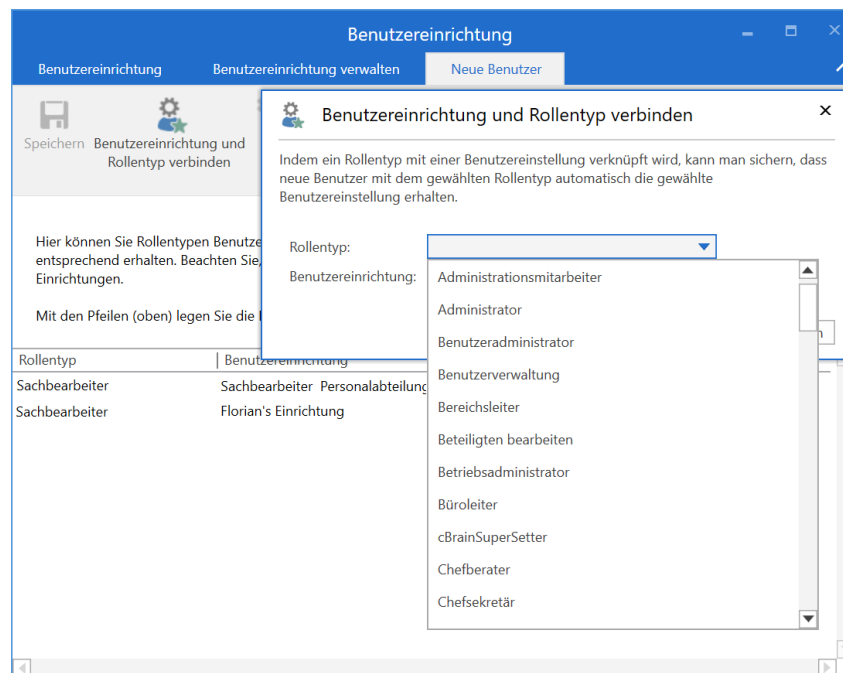 Benutzereinrichtung
Benutzereinrichtung
Benutzereinrichtung verwalten
Neue Benutzer
Speichern
Benutzereinrichtung und
Rollentyp verbinden
Benutzereinrichtung und Rollentyp verbinden
Indem ein Rollentyp mit einer Benutzereinstellung verknüpft wird, kann man sichern, dass
neue Benutzer mit dem gewählten Rollentyp automatisch die gewählte
Benutzereinstellung erhalten.
Rollentyp:
Benutzereinrichtung:
Administrationsmitarbeiter
Administrator
Benutzeradministrator
Benutzerverwaltung
Bereichsleiter
Beteiligten bearbeiten
Betriebsadministrator
Büroleiter
cBrainSuperSetter
Chefberater
Chefsekretär
Hier können Sie Rollentypen Benutze
entsprechend erhalten. Beachten Sie,
Einrichtungen.
Mit den Pfeilen (oben) legen Sie die
Rollentyp
Benutzereinrichtung
Sachbearbeiter
Sachbearbeiter Personalabteilung
Sachbearbeiter
Florian's Einrichtung